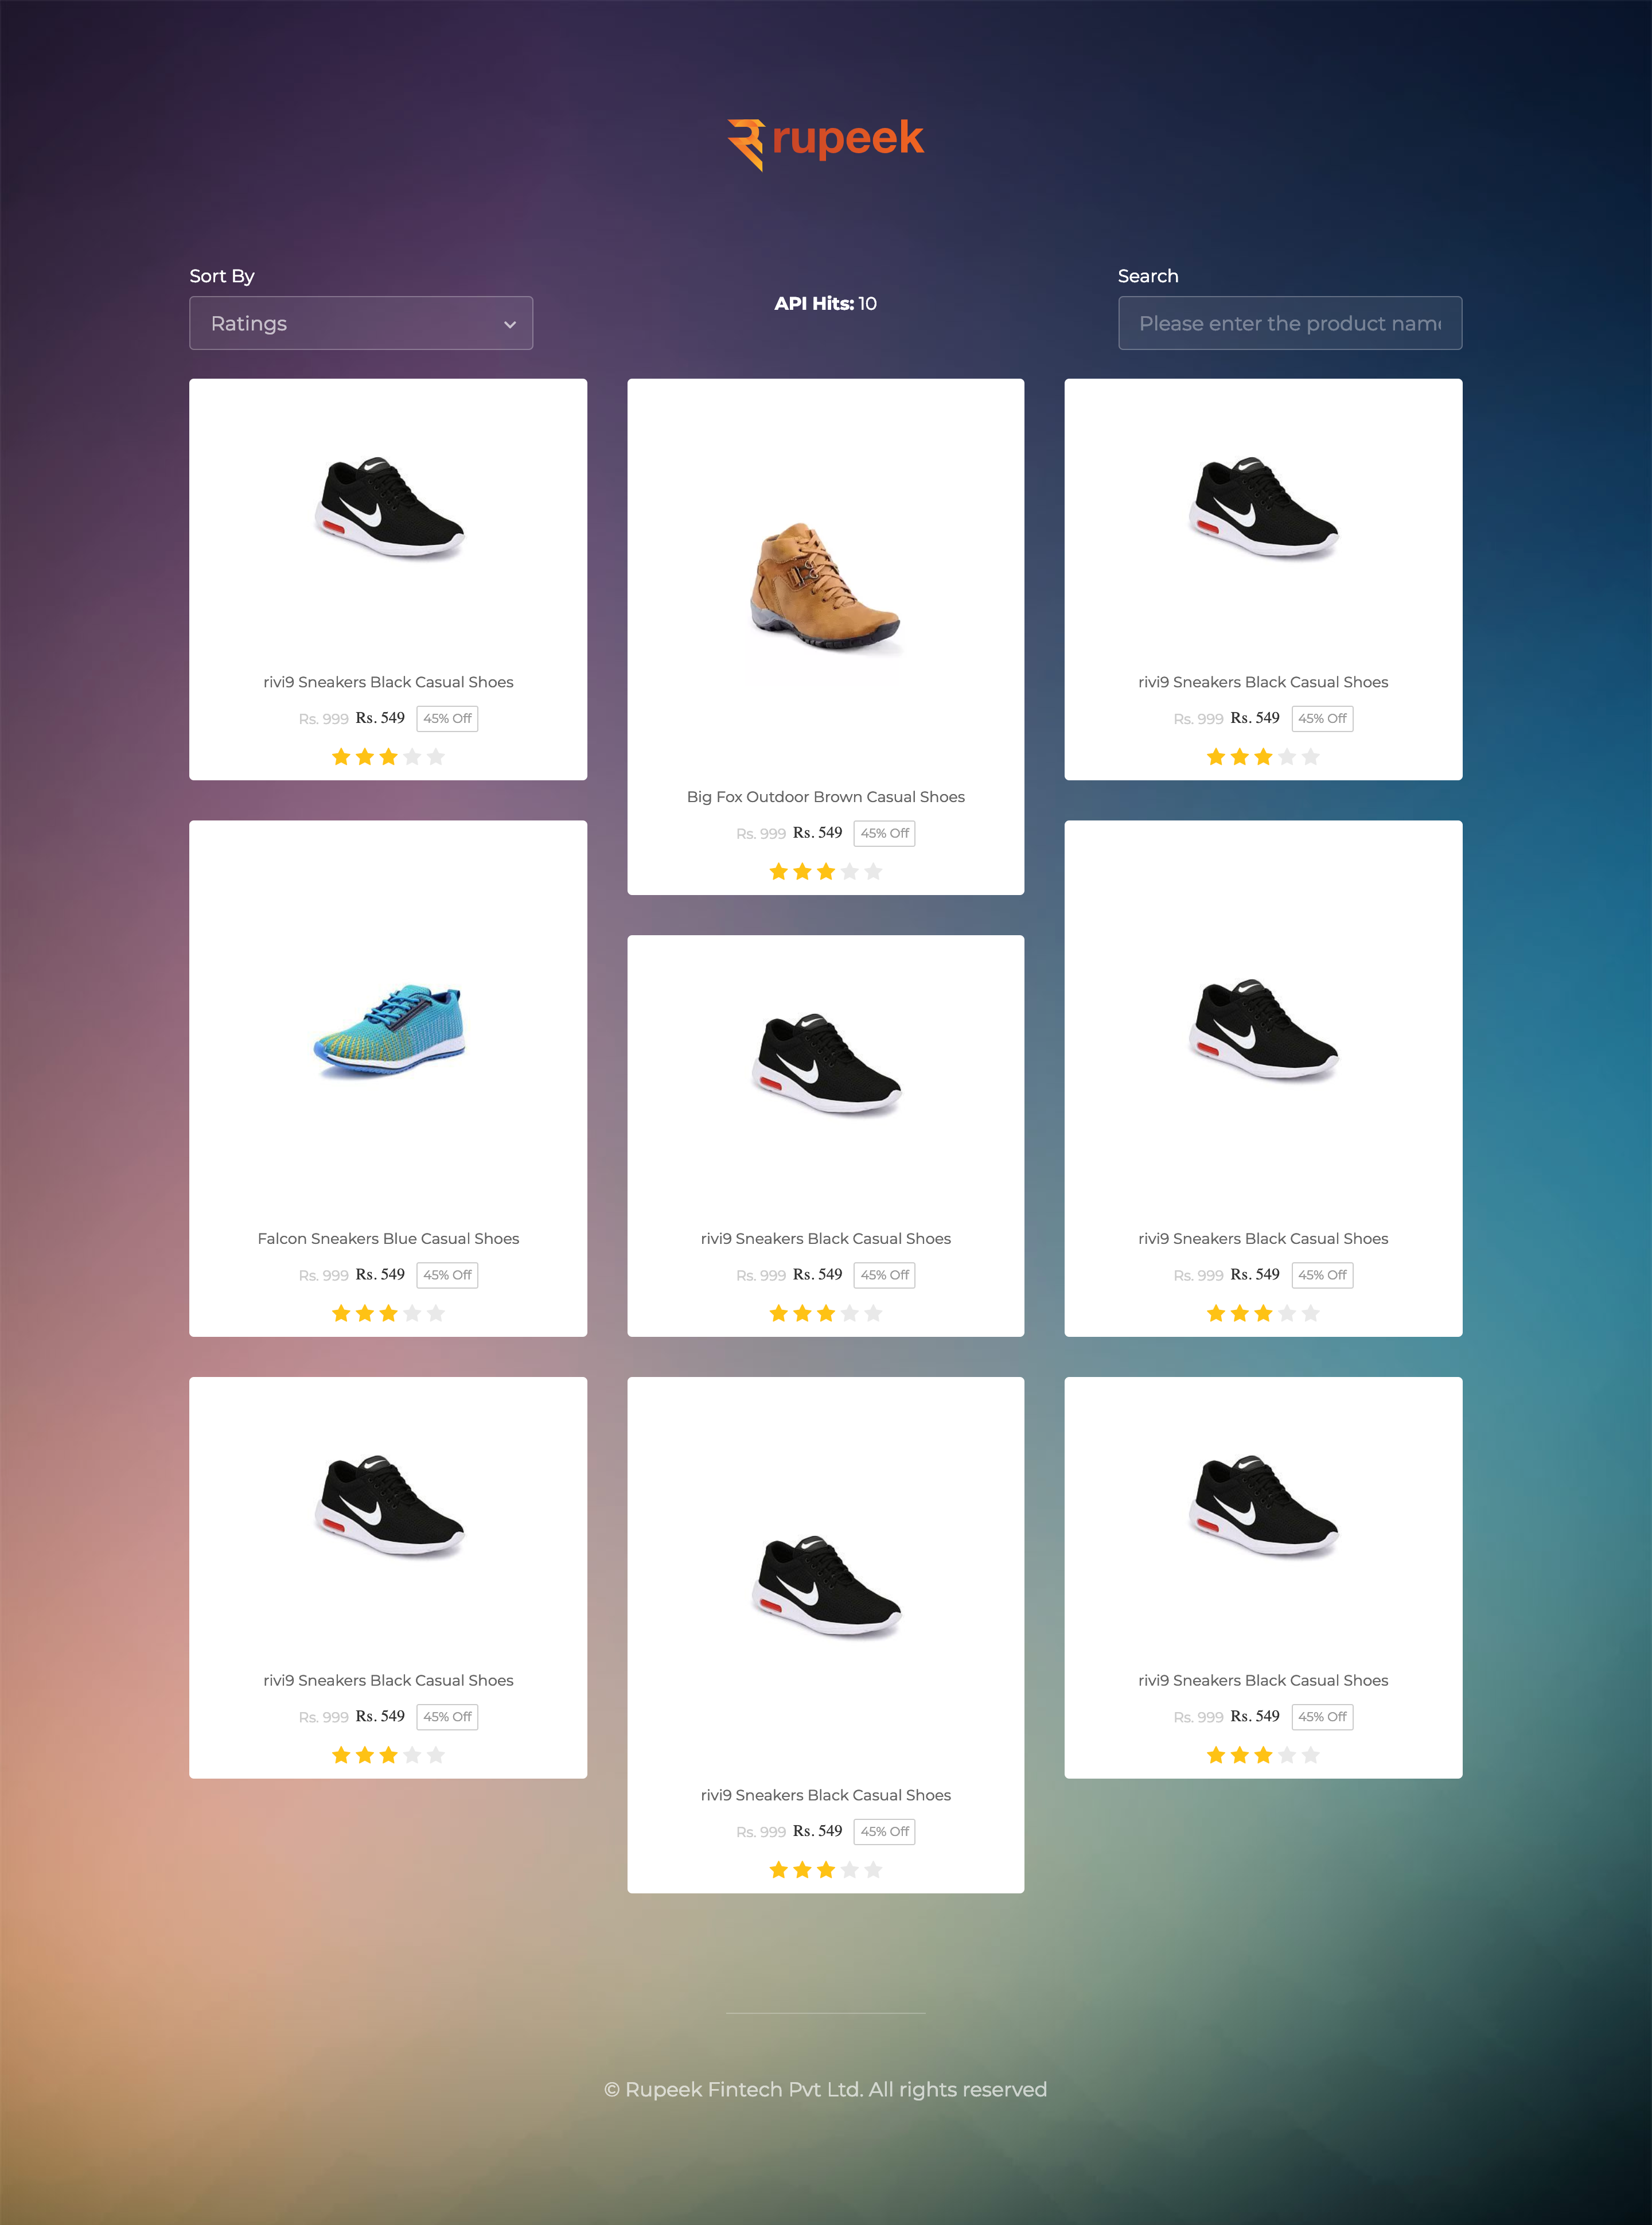 rupeek
Sort By
Ratings
API Hits: 10
Search
Please enter the product nam
rivi9 Sneakers Black Casual Shoes
Rs. 999 Rs. 549 45% Off
Big Fox Outdoor Brown Casual Shoes
Rs. 999 Rs. 549 45% Off
rivi9 Sneakers Black Casual Shoes
Rs. 999 Rs. 549 45% Off
Falcon Sneakers Blue Casual Shoes
Rs. 999 Rs. 549 45% Off
rivi9 Sneakers Black Casual Shoes
Rs. 999 Rs. 549 45% Off
rivi9 Sneakers Black Casual Shoes
Rs. 999 Rs. 549 45% Off
rivi9 Sneakers Black Casual Shoes
Rs. 999 Rs. 549 45% Off
rivi9 Sneakers Black Casual Shoes
Rs. 999 Rs. 549 45% Off
rivi9 Sneakers Black Casual Shoes
Rs. 999 Rs. 549 45% Off
© Rupeek Fintech Pvt Ltd. All rights reserved